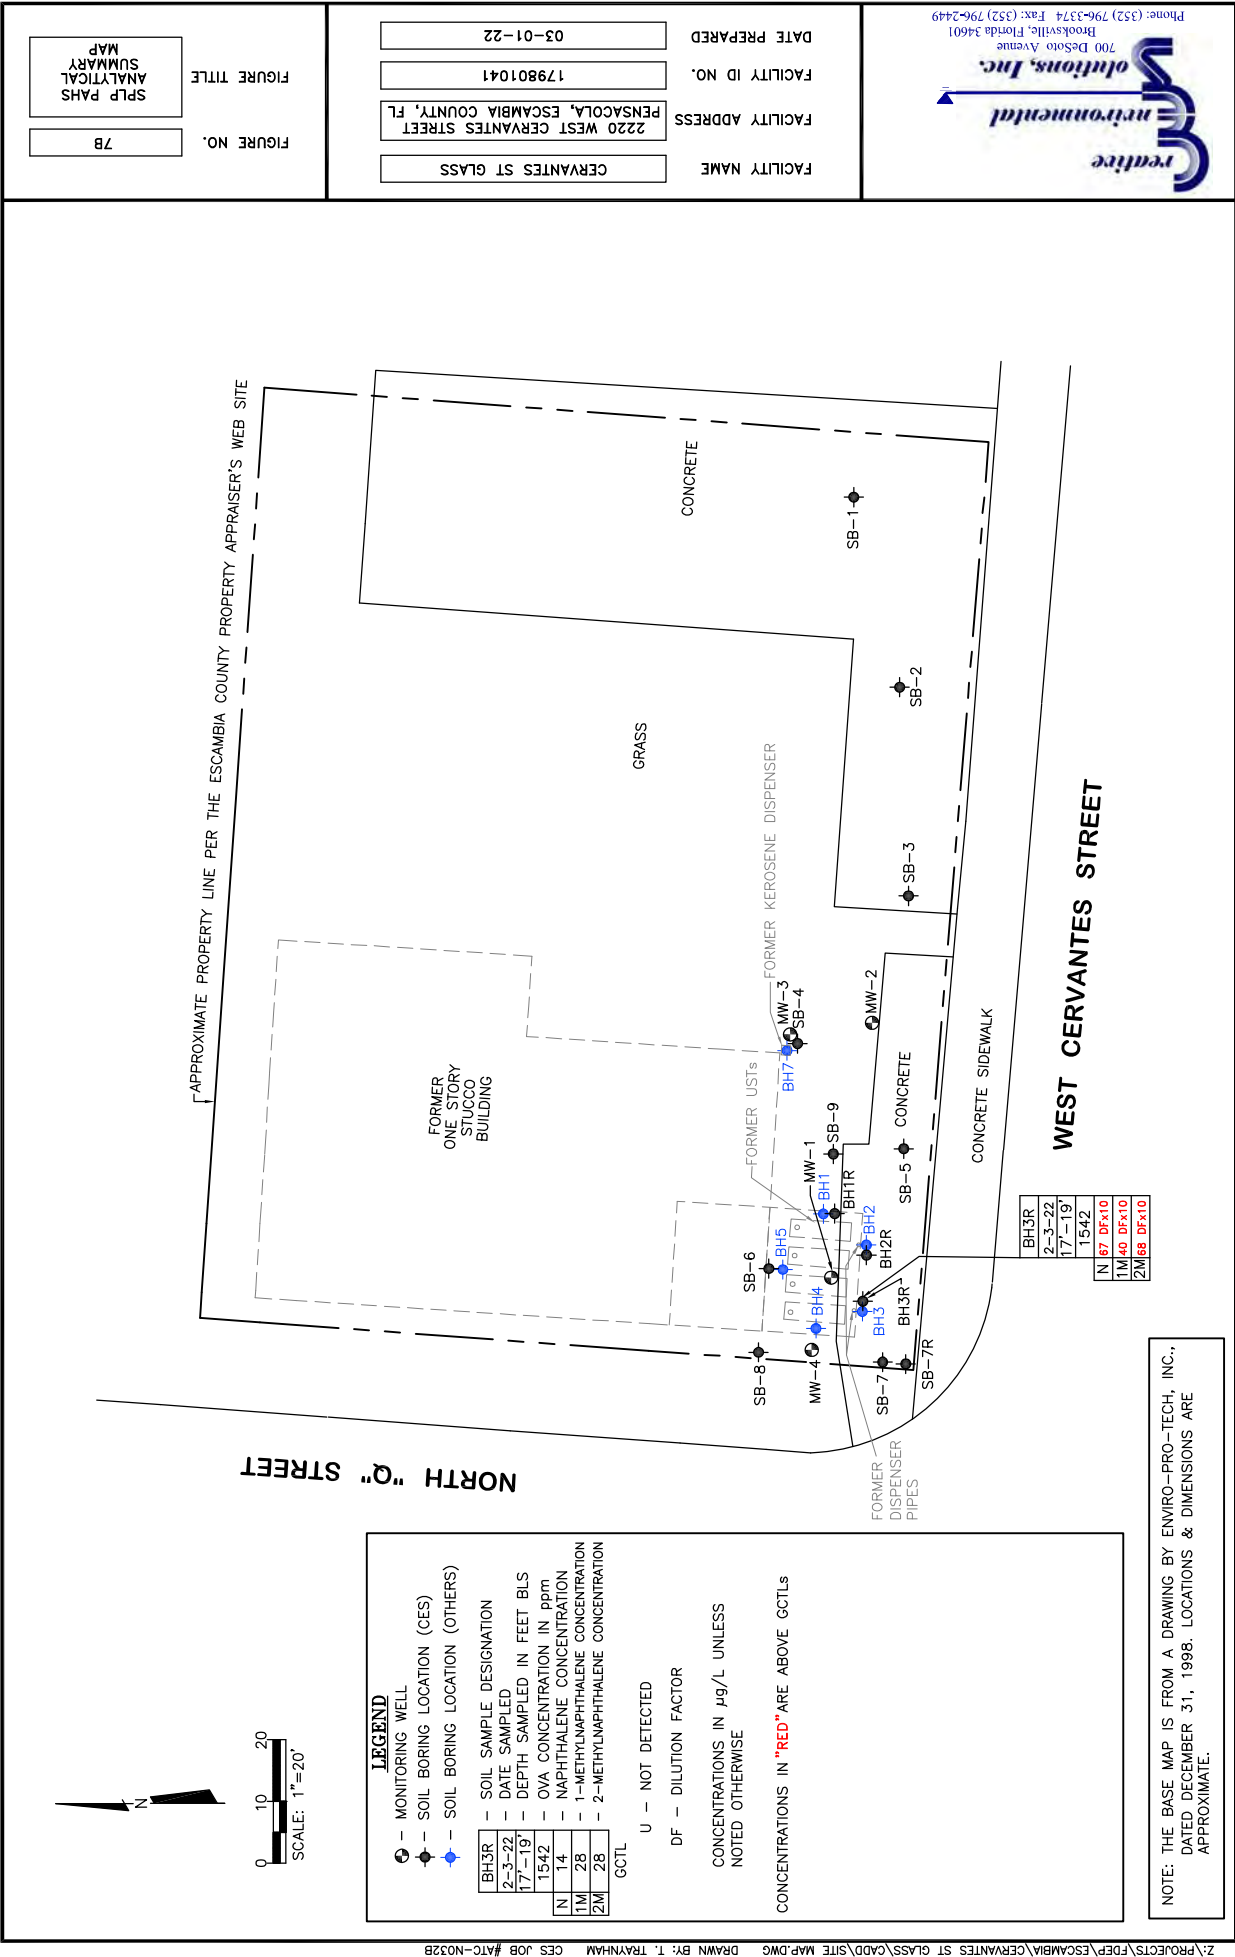 FIGURE TITLE
SPLP PAHS
ANALYTICAL
SUMMARY
MAP
FIGURE NO.
7B
DATE PREPARED
03-01-22
FACILITY ID NO.
179801041
FACILITY ADDRESS
2220 WEST CERVANTES STREET
PENSACOLA, ESCAMBIA COUNTY, FL
FACILITY NAME
CERVANTES ST GLASS
Creative
Environmental
Solutions, Inc.
700 DeSoto Avenue
Brooksville, Florida 34601
Phone: (352) 796-3374 Fax: (352) 796-2449
APPROXIMATE PROPERTY LINE PER THE ESCAMBIA COUNTY PROPERTY APPRAISER'S WEB SITE
CONCRETE
SB-1
SB-2
GRASS
SB-3
FORMER KEROSENE DISPENSER
FORMER
ONE STORY
STUCCO
BUILDING
MW-3
SB-4
BH7
MW-2
FORMER USTs
MW-1
SB-9
CONCRETE
SB-5
BH1
BH1R
BH2
BH2R
BH5
SB-6
BH4
BH3
BH3R
SB-8
MW-4
SB-7
SB-7R
FORMER
DISPENSER
PIPES
CONCRETE SIDEWALK
WEST CERVANTES STREET
NORTH "Q" STREET
BH3R
2-3-22
17'-19'
1542
N 67 DFx10
1M 40 DFx10
2M 68 DFx10
N
0 10 20
SCALE: 1"=20'
LEGEND
- MONITORING WELL
- SOIL BORING LOCATION (CES)
- SOIL BORING LOCATION (OTHERS)
BH3R - SOIL SAMPLE DESIGNATION
2-3-22 - DATE SAMPLED
17'-19' - DEPTH SAMPLED IN FEET BLS
1542 - OVA CONCENTRATION IN ppm
N 14 - NAPHTHALENE CONCENTRATION
1M 28 - 1-METHYLNAPHTHALENE CONCENTRATION
2M 28 - 2-METHYLNAPHTHALENE CONCENTRATION
GCTL
U - NOT DETECTED
DF - DILUTION FACTOR
CONCENTRATIONS IN µg/L UNLESS
NOTED OTHERWISE
CONCENTRATIONS IN "RED" ARE ABOVE GCTLs
NOTE: THE BASE MAP IS FROM A DRAWING BY ENVIRO-PRO-TECH, INC.,
DATED DECEMBER 31, 1998. LOCATIONS & DIMENSIONS ARE
APPROXIMATE.
Z:\PROJECTS\FDEP\ESCAMBIA\CERVANTES ST GLASS\CADD\SITE MAP.DWG DRAWN BY: T. TRAYNHAM CES JOB #ATC-N032B